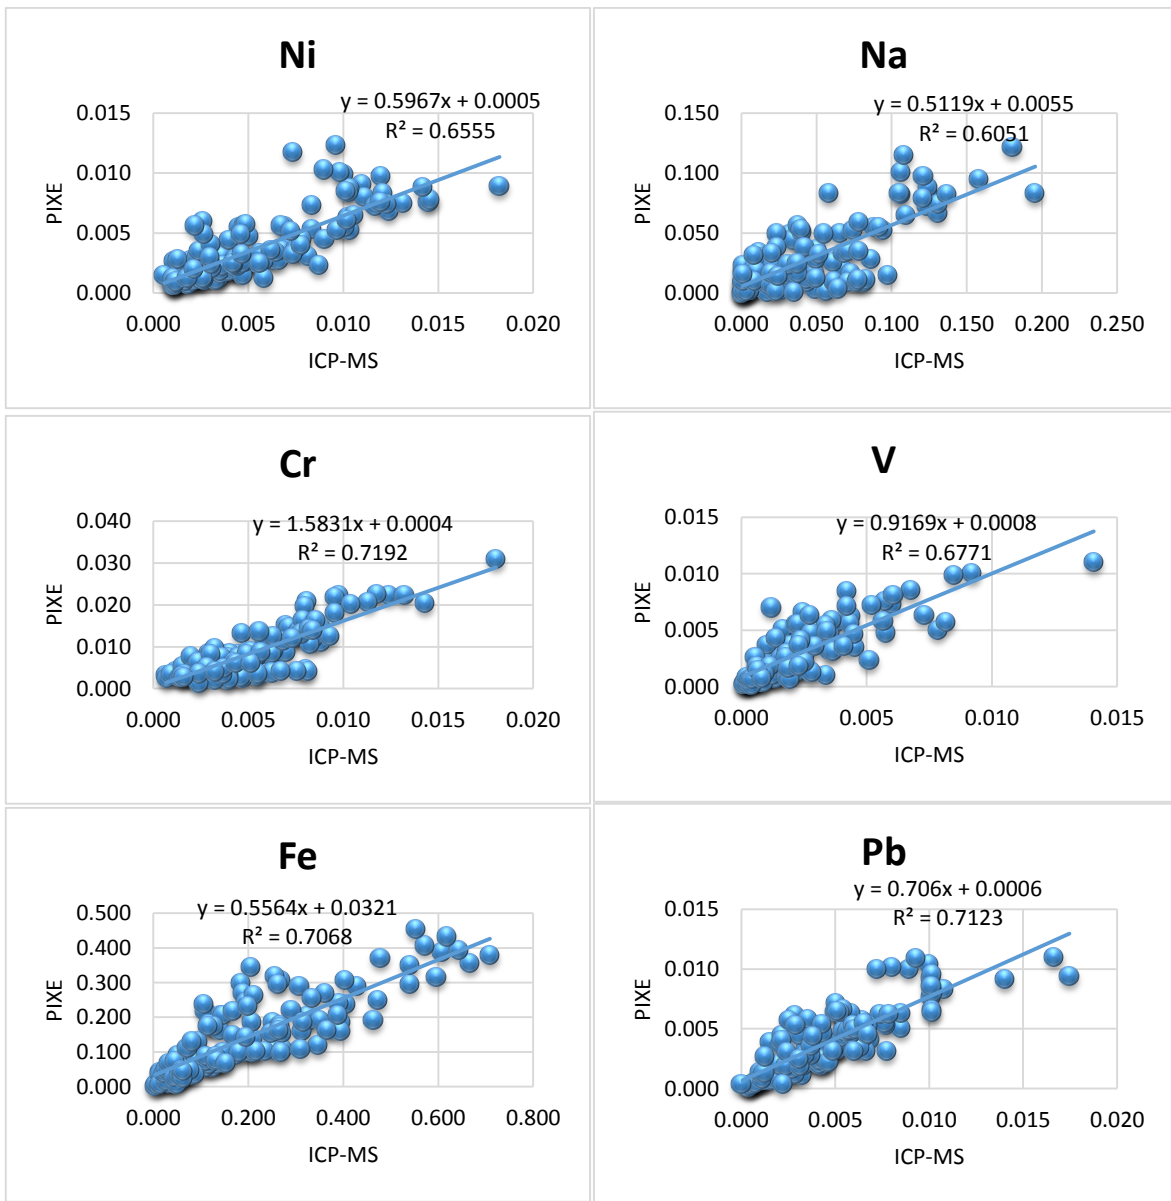 Ni
y = 0.5967x + 0.0005
R² = 0.6555
0.015
0.010
0.005
0.000
PIXE
0.000 0.005 0.010 0.015 0.020
ICP-MS
Na
y = 0.5119x + 0.0055
R² = 0.6051
0.150
0.100
0.050
0.000
PIXE
0.000 0.050 0.100 0.150 0.200 0.250
ICP-MS
Cr
y = 1.5831x + 0.0004
R² = 0.7192
0.040
0.030
0.020
0.010
0.000
PIXE
0.000 0.005 0.010 0.015 0.020
ICP-MS
V
y = 0.9169x + 0.0008
R² = 0.6771
0.015
0.010
0.005
0.000
PIXE
0.000 0.005 0.010 0.015
ICP-MS
Fe
y = 0.5564x + 0.0321
R² = 0.7068
0.500
0.400
0.300
0.200
0.100
0.000
PIXE
0.000 0.200 0.400 0.600 0.800
ICP-MS
Pb
y = 0.706x + 0.0006
R² = 0.7123
0.015
0.010
0.005
0.000
PIXE
0.000 0.005 0.010 0.015 0.020
ICP-MS